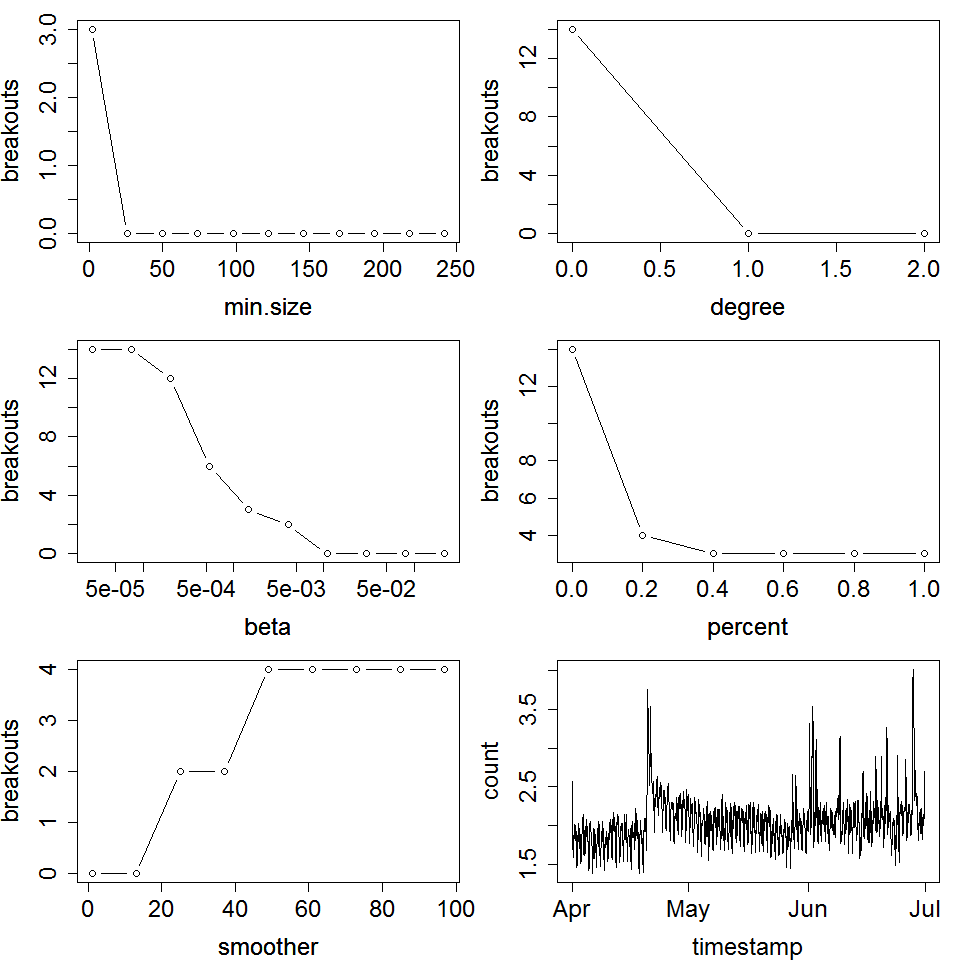 breakouts
0.0 1.0 2.0 3.0
0 50 100 150 200 250
min.size
breakouts
0 4 8 12
0.0 0.5 1.0 1.5 2.0
degree
breakouts
0 4 8 12
5e-05 5e-04 5e-03 5e-02
beta
breakouts
4 6 8 12
0.0 0.2 0.4 0.6 0.8 1.0
percent
breakouts
0 1 2 3 4
0 20 40 60 80 100
smoother
count
1.5 2.5 3.5
Apr May Jun Jul
timestamp